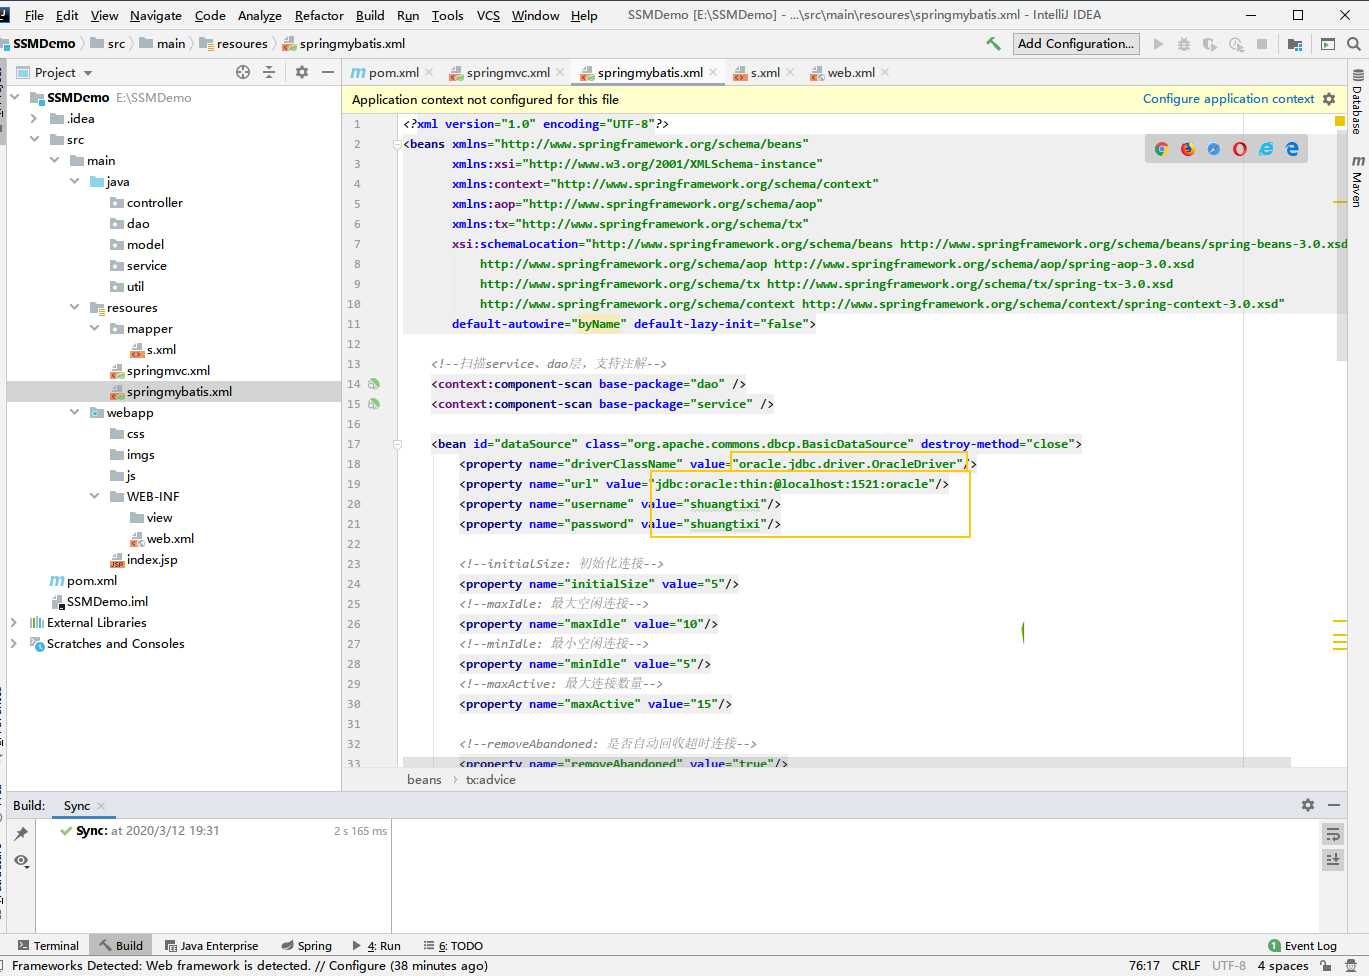 File Edit View Navigate Code Analyze Refactor Build Run Tools VCS Window Help SSMDemo [E:\SSMDemo] - ...\src\main\resoures\springmybatis.xml - IntelliJ IDEA
SSMDemo src main resoures springmybatis.xml Add Configuration...
Project
pom.xml springmvc.xml springmybatis.xml s.xml web.xml
Application context not configured for this file Configure application context
SSMDemo E:\SSMDemo
.idea
src
main
java
controller
dao
model
service
util
resoures
mapper
s.xml
springmvc.xml
springmybatis.xml
webapp
css
imgs
js
WEB-INF
view
web.xml
index.jsp
pom.xml
SSMDemo.iml
External Libraries
Scratches and Consoles
1 <?xml version="1.0" encoding="UTF-8"?>
2 <beans xmlns="http://www.springframework.org/schema/beans"
3 xmlns:xsi="http://www.w3.org/2001/XMLSchema-instance"
4 xmlns:context="http://www.springframework.org/schema/context"
5 xmlns:aop="http://www.springframework.org/schema/aop"
6 xmlns:tx="http://www.springframework.org/schema/tx"
7 xsi:schemaLocation="http://www.springframework.org/schema/beans http://www.springframework.org/schema/beans/spring-beans-3.0.xsd
8 http://www.springframework.org/schema/aop http://www.springframework.org/schema/aop/spring-aop-3.0.xsd
9 http://www.springframework.org/schema/tx http://www.springframework.org/schema/tx/spring-tx-3.0.xsd
10 http://www.springframework.org/schema/context http://www.springframework.org/schema/context/spring-context-3.0.xsd"
11 default-autowire="byName" default-lazy-init="false">
12
13 <!--扫描service、dao层，支持注解-->
14 <context:component-scan base-package="dao" />
15 <context:component-scan base-package="service" />
16
17 <bean id="dataSource" class="org.apache.commons.dbcp.BasicDataSource" destroy-method="close">
18 <property name="driverClassName" value="oracle.jdbc.driver.OracleDriver"/>
19 <property name="url" value="jdbc:oracle:thin:@localhost:1521:oracle"/>
20 <property name="username" value="shuangtixi"/>
21 <property name="password" value="shuangtixi"/>
22
23 <!--initialSize: 初始化连接-->
24 <property name="initialSize" value="5"/>
25 <!--maxIdle: 最大空闲连接-->
26 <property name="maxIdle" value="10"/>
27 <!--minIdle: 最小空闲连接-->
28 <property name="minIdle" value="5"/>
29 <!--maxActive: 最大连接数量-->
30 <property name="maxActive" value="15"/>
31
32 <!--removeAbandoned: 是否自动回收超时连接-->
33 <property name="removeAbandoned" value="true"/>
beans tx:advice
Database
Maven
Build: Sync
Sync: at 2020/3/12 19:31 2 s 165 ms
Terminal Build Java Enterprise Spring 4: Run 6: TODO 1 Event Log
Frameworks Detected: Web framework is detected. // Configure (38 minutes ago) 76:17 CRLF UTF-8 4 spaces